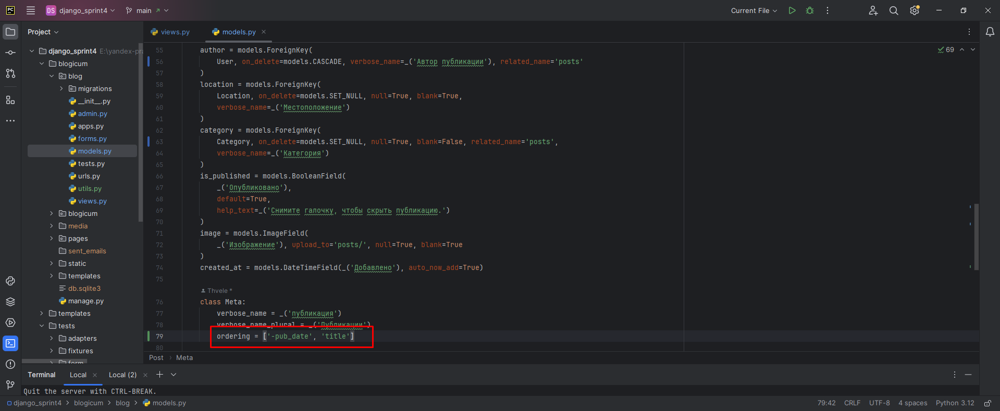 PC
DS django_sprint4
main
Current File
Project
views.py
models.py
django_sprint4 E:\yandex-pra
blogicum
blog
migrations
__init__.py
admin.py
apps.py
forms.py
models.py
tests.py
urls.py
utils.py
views.py
blogicum
media
pages
sent_emails
static
templates
db.sqlite3
manage.py
templates
tests
adapters
fixtures
form
69
55 author = models.ForeignKey(
56 User, on_delete=models.CASCADE, verbose_name=_('Автор публикации'), related_name='posts'
57 )
58 location = models.ForeignKey(
59 Location, on_delete=models.SET_NULL, null=True, blank=True,
60 verbose_name=_('Местоположение')
61 )
62 category = models.ForeignKey(
63 Category, on_delete=models.SET_NULL, null=True, blank=False, related_name='posts',
64 verbose_name=_('Категория')
65 )
66 is_published = models.BooleanField(
67 _('Опубликовано'),
68 default=True,
69 help_text=_('Снимите галочку, чтобы скрыть публикацию.')
70 )
71 image = models.ImageField(
72 _('Изображение'), upload_to='posts/', null=True, blank=True
73 )
74 created_at = models.DateTimeField(_('Добавлено'), auto_now_add=True)
75
Thvele *
76 class Meta:
77 verbose_name = _('публикация')
78 verbose_name_plural = _('Публикации')
79 ordering = ['-pub_date', 'title']
80
Post > Meta
Terminal Local Local (2)
Quit the server with CTRL-BREAK.
django_sprint4 > blogicum > blog > models.py
79:42 CRLF UTF-8 4 spaces Python 3.12